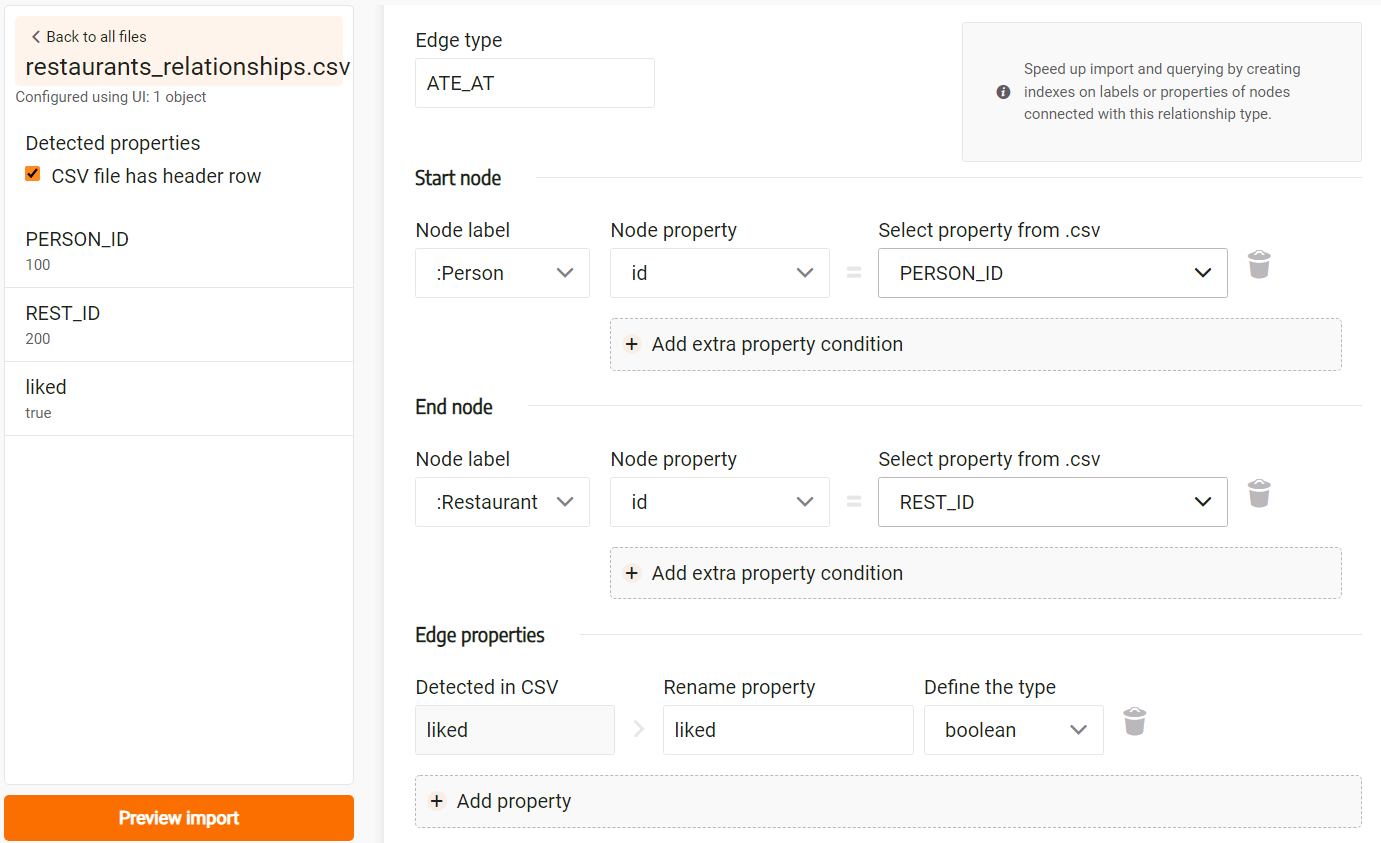 Back to all files
restaurants_relationships.csv
Configured using UI: 1 object
Detected properties
CSV file has header row
PERSON_ID
100
REST_ID
200
liked
true
Preview import
Edge type
ATE_AT
Speed up import and querying by creating
indexes on labels or properties of nodes
connected with this relationship type.
Start node
Node label Node property Select property from .csv
:Person id = PERSON_ID
+ Add extra property condition
End node
Node label Node property Select property from .csv
:Restaurant id = REST_ID
+ Add extra property condition
Edge properties
Detected in CSV Rename property Define the type
liked liked boolean
+ Add property